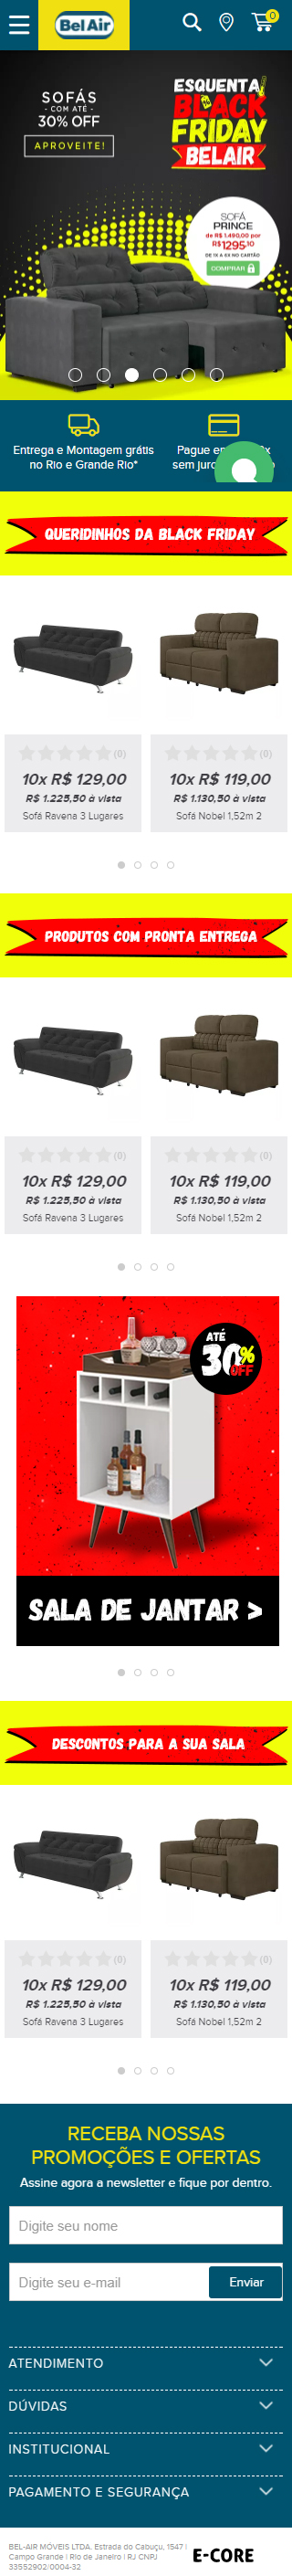 BelAir
0
SOFÁS
COM ATÉ
30% OFF
APROVEITE!
ESQUENTA
BLACK
FRIDAY
BELAIR
SOFÁ
PRINCE
de R$ 1.490,00 por
R$ 1295,10
DE 1X A 6X NO CARTÃO
COMPRAR
Entrega e Montagem grátis
no Rio e Grande Rio*
Pague
sem
QUERIDINHOS DA BLACK FRIDAY
(0)
(0)
10x R$ 129,00
10x R$ 119,00
R$ 1.225,50 à vista
R$ 1.130,50 à vista
Sofá Ravena 3 Lugares
Sofá Nobel 1,52m 2
PRODUTOS COM PRONTA ENTREGA
(0)
(0)
10x R$ 129,00
10x R$ 119,00
R$ 1.225,50 à vista
R$ 1.130,50 à vista
Sofá Ravena 3 Lugares
Sofá Nobel 1,52m 2
ATÉ
30% OFF
SALA DE JANTAR >
DESCONTOS PARA A SUA SALA
(0)
(0)
10x R$ 129,00
10x R$ 119,00
R$ 1.225,50 à vista
R$ 1.130,50 à vista
Sofá Ravena 3 Lugares
Sofá Nobel 1,52m 2
RECEBA NOSSAS
PROMOÇÕES E OFERTAS
Assine agora a newsletter e fique por dentro.
Digite seu nome
Digite seu e-mail
Enviar
ATENDIMENTO
DÚVIDAS
INSTITUCIONAL
PAGAMENTO E SEGURANÇA
BEL-AIR MÓVEIS LTDA. Estrada do Cabuçu, 1547 |
Campo Grande | Rio de Janeiro | RJ CNPJ
33552902/0004-32
E-CORE